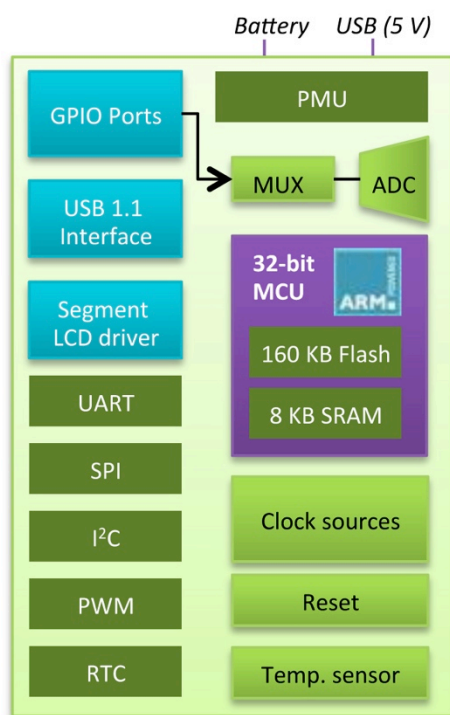 Battery USB (5 V)
GPIO Ports
PMU
MUX
ADC
USB 1.1
Interface
32-bit
MCU
ARM
Segment
LCD driver
160 KB Flash
8 KB SRAM
UART
SPI
I²C
PWM
RTC
Clock sources
Reset
Temp. sensor